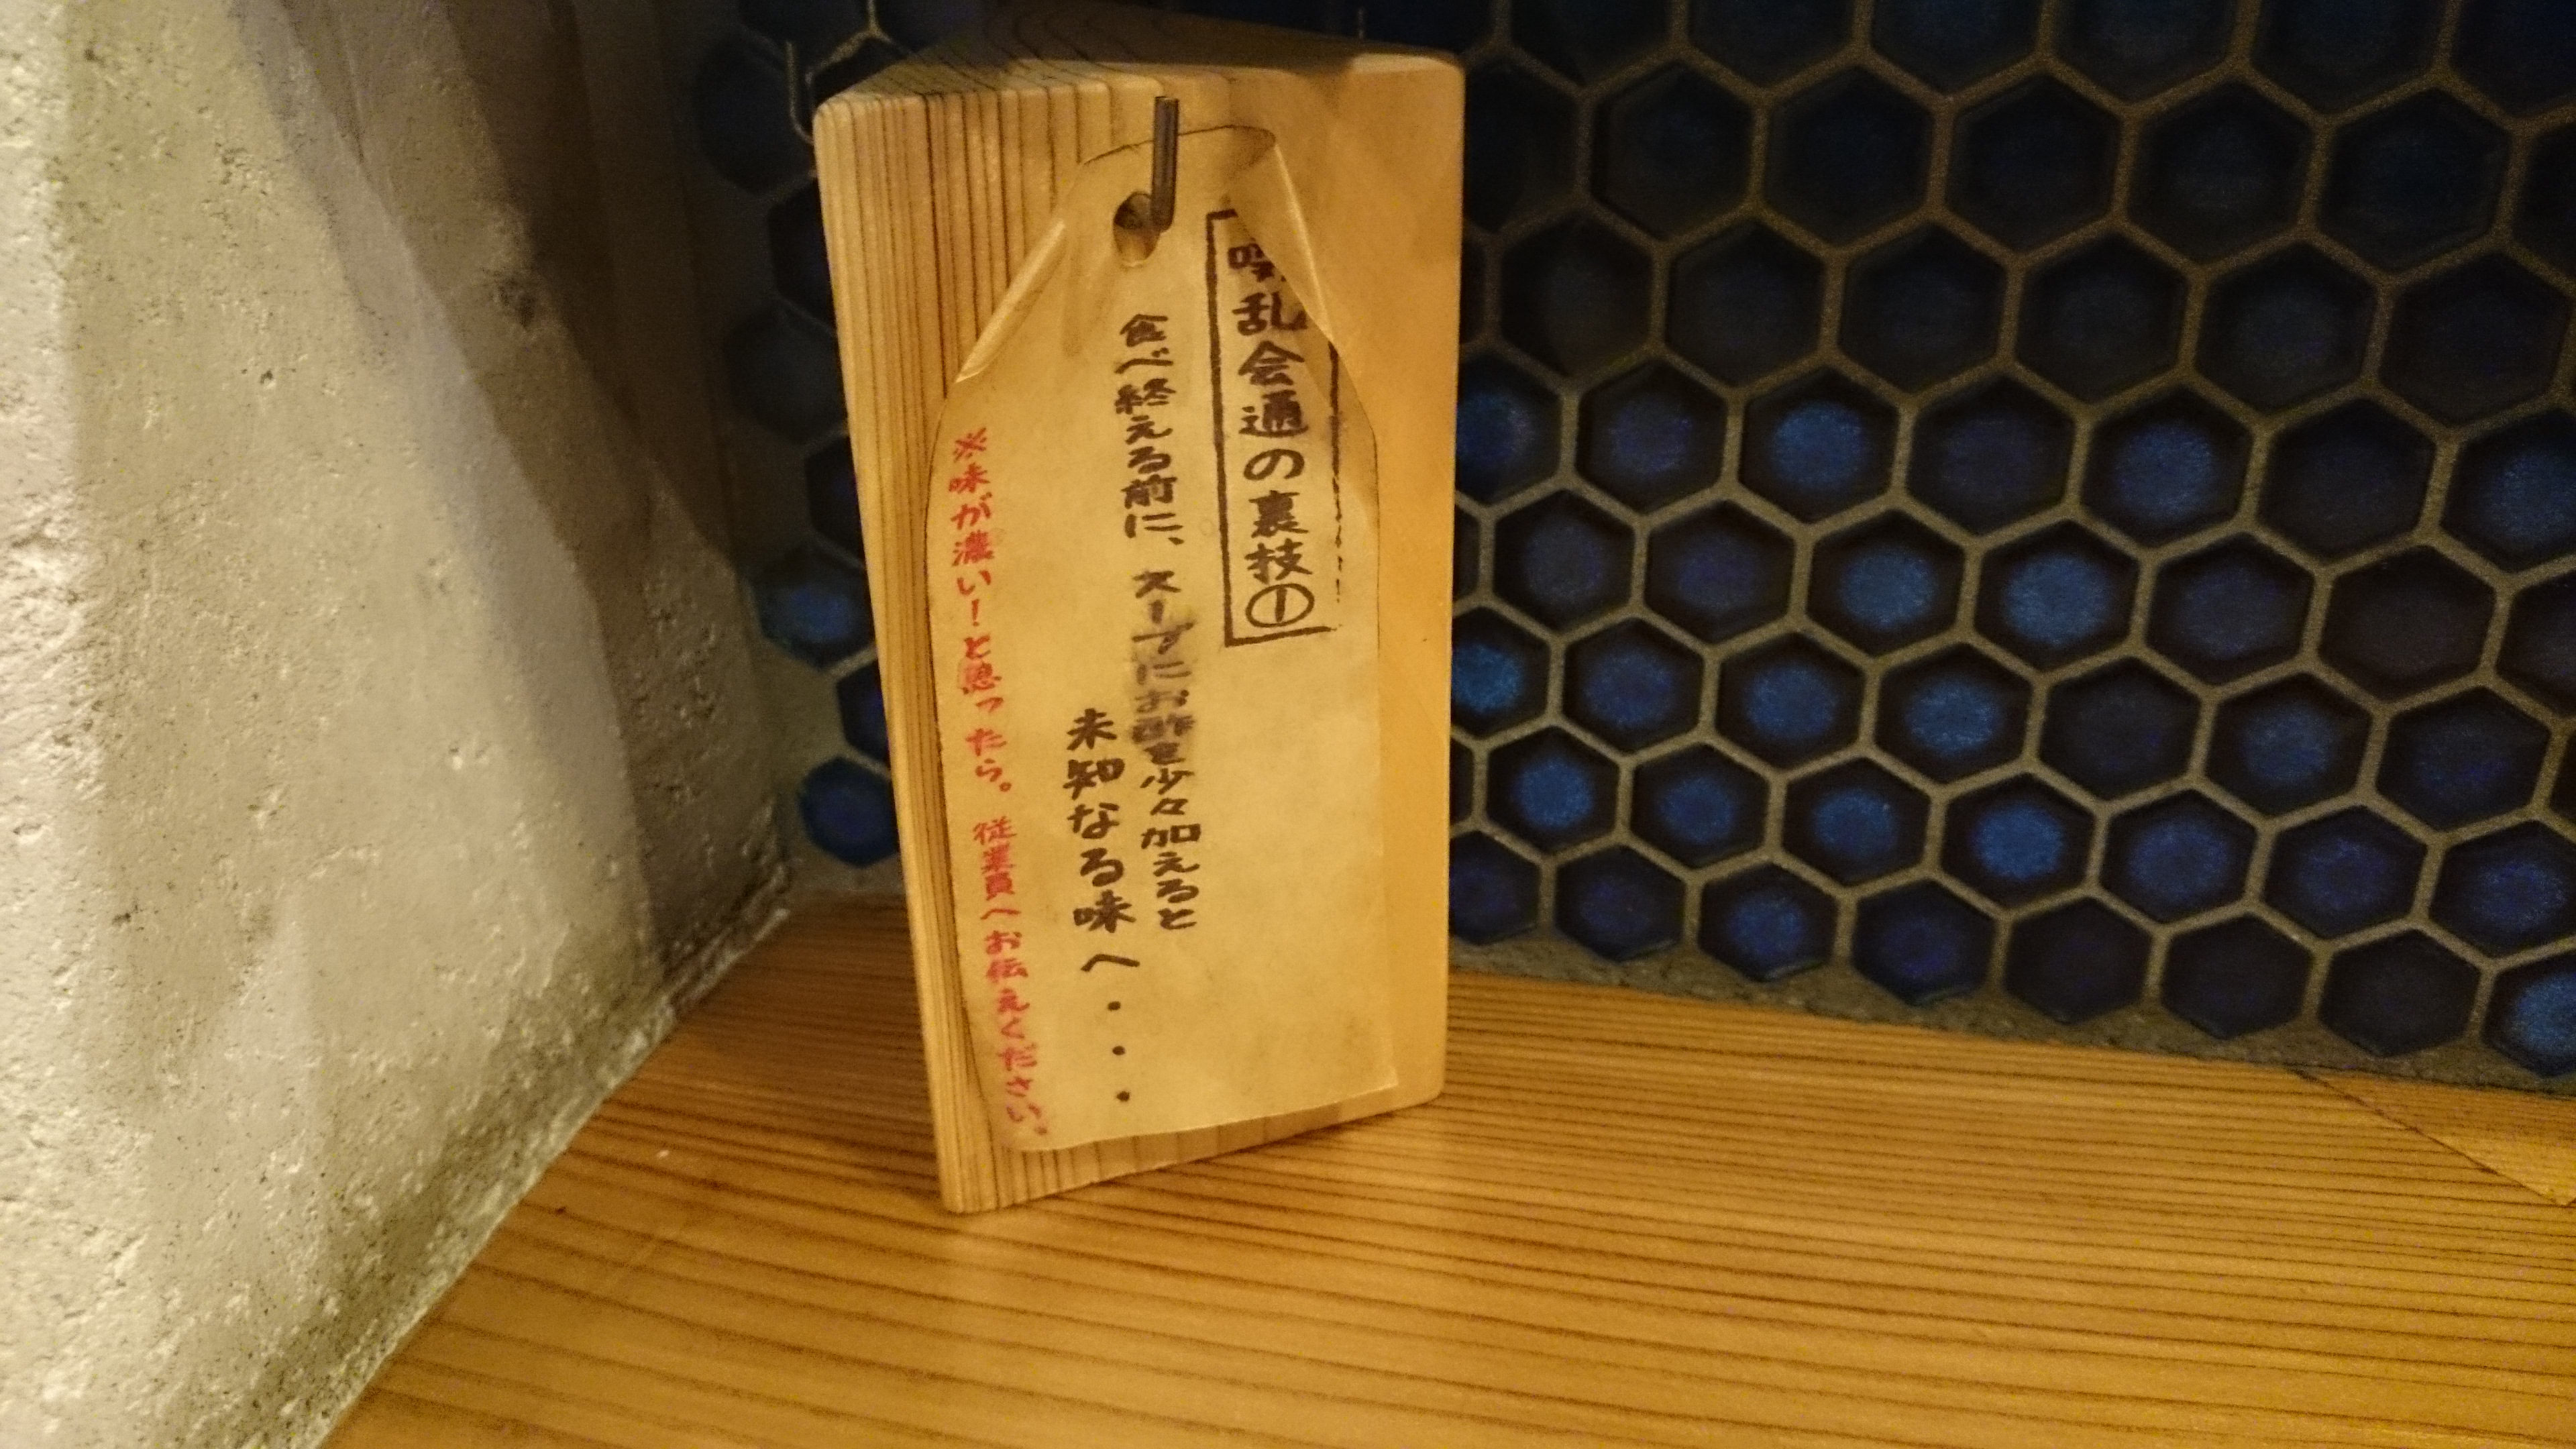 喫乱会通の裏技①
食べ終える前に、スープにお酢を少々加えると
未知なる味へ・・・
※味が濃い!と思ったら。従業員へお伝えください。